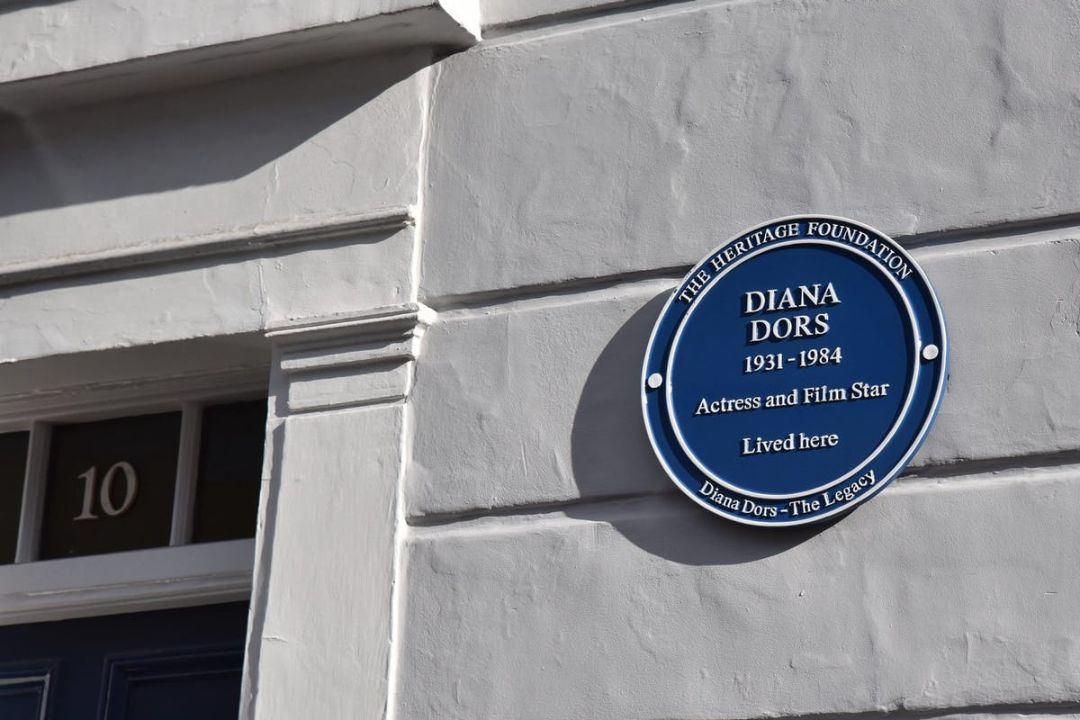 10
THE HERITAGE FOUNDATION
DIANA
DORS
1931-1984
Actress and Film Star
Lived here
Diana Dors - The Legacy